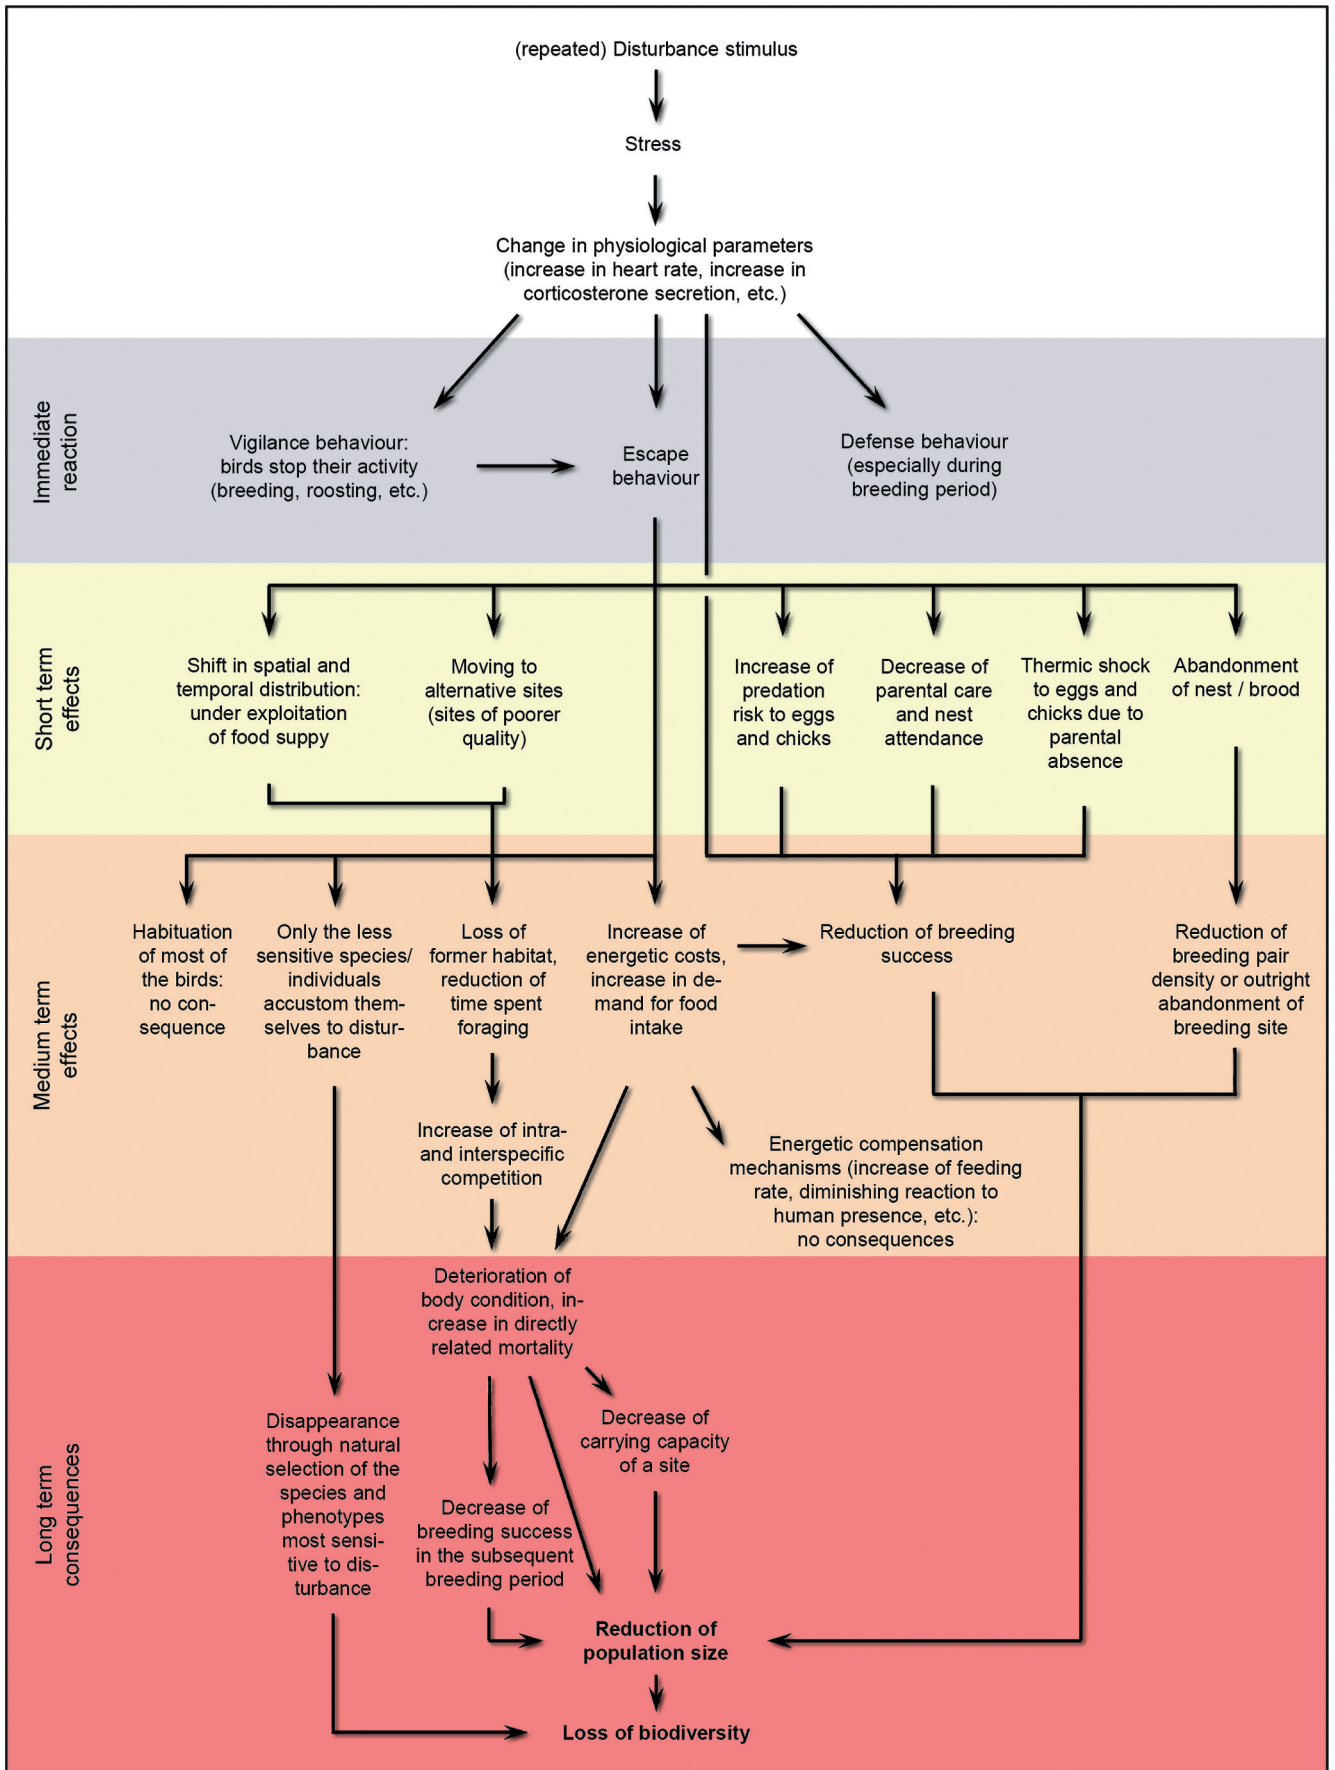 (repeated) Disturbance stimulus
Stress
Change in physiological parameters
(increase in heart rate, increase in
corticosterone secretion, etc.)
Immediate
reaction
Vigilance behaviour:
birds stop their activity
(breeding, roosting, etc.)
Escape
behaviour
Defense behaviour
(especially during
breeding period)
Short term
effects
Shift in spatial and
temporal distribution:
under exploitation
of food suppy
Moving to
alternative sites
(sites of poorer
quality)
Increase of
predation
risk to eggs
and chicks
Decrease of
parental care
and nest
attendance
Thermic shock
to eggs and
chicks due to
parental
absence
Abandonment
of nest / brood
Medium term
effects
Habituation
of most of
the birds:
no con-
sequence
Only the less
sensitive species/
individuals
accustom them-
selves to distur-
bance
Loss of
former habitat,
reduction of
time spent
foraging
Increase of
energetic costs,
increase in de-
mand for food
intake
Reduction of breeding
success
Reduction of
breeding pair
density or outright
abandonment of
breeding site
Increase of intra-
and interspecific
competition
Energetic compensation
mechanisms (increase of feeding
rate, diminishing reaction to
human presence, etc.):
no consequences
Long term
consequences
Deterioration of
body condition, in-
crease in directly
related mortality
Disappearance
through natural
selection of the
species and
phenotypes
most sensi-
tive to dis-
turbance
Decrease of
carrying capacity
of a site
Decrease of
breeding success
in the subsequent
breeding period
Reduction of
population size
Loss of biodiversity